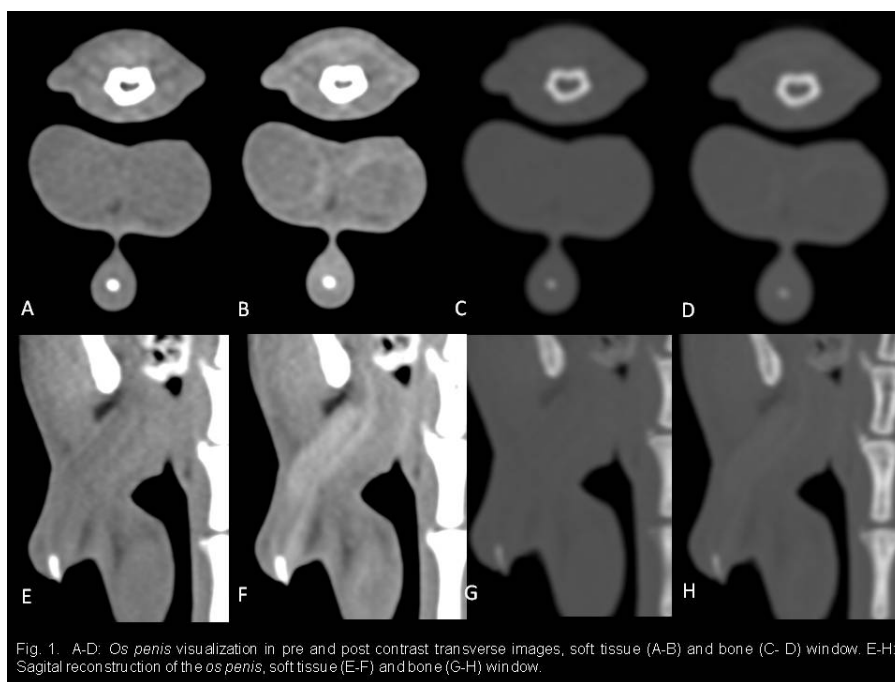 A
B
C
D
E
F
G
H
Fig. 1. A-D: Os penis visualization in pre and post contrast transverse images, soft tissue (A-B) and bone (C- D) window. E-H:
Sagital reconstruction of the os penis, soft tissue (E-F) and bone (G-H) window.